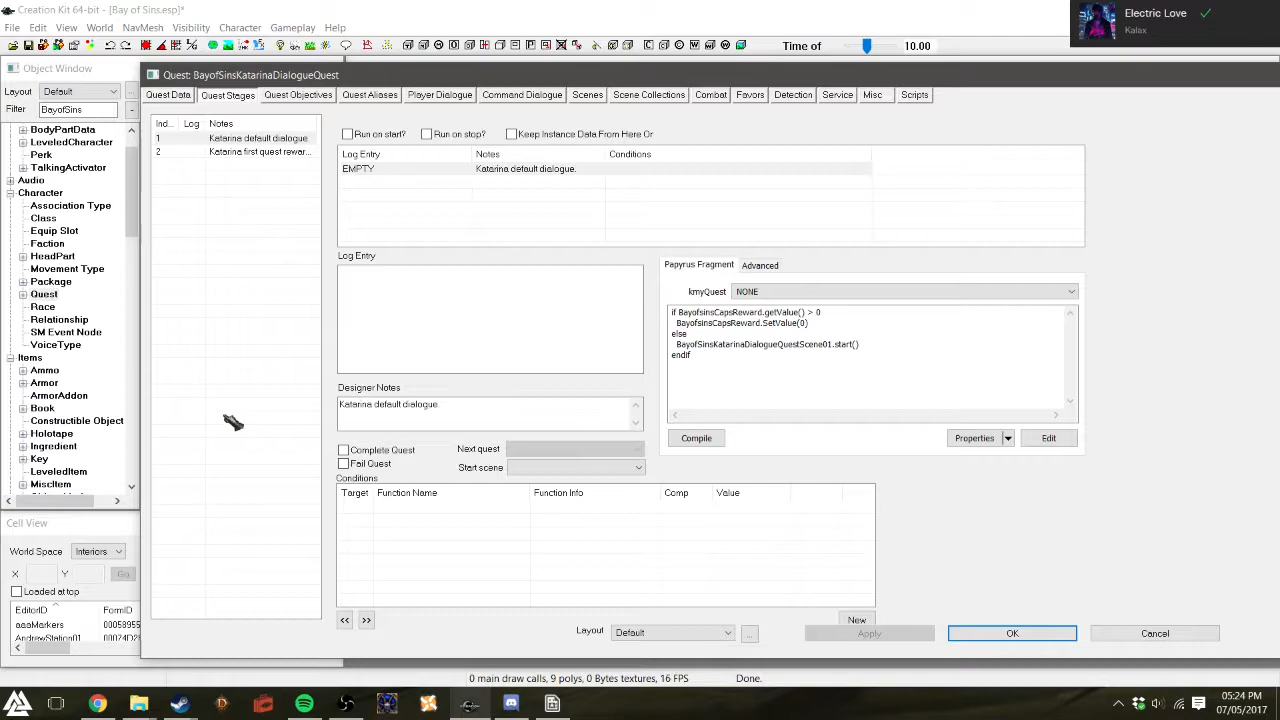 Creation Kit 64-bit - [Bay of Sins.esp]*
Electric Love
Kalax
File Edit View World NavMesh Visibility Character Gameplay Help
Time of 10.00
Object Window
Layout Default ...
Filter BayofSins -
BodyPartData
LeveledCharacter
Perk
TalkingActivator
Audio
Character
Association Type
Class
Equip Slot
Faction
HeadPart
Movement Type
Package
Quest
Race
Relationship
SM Event Node
VoiceType
Items
Ammo
Armor
ArmorAddon
Book
Constructible Object
Holotape
Ingredient
Key
LeveledItem
MiscItem
Cell View
World Space Interiors
X Y Go
Loaded at top
EditorID FormID
aaaMarkers 0005895
AndrewStation01
Quest: BayofSinsKatarinaDialogueQuest
Quest Data Quest Stages Quest Objectives Quest Aliases Player Dialogue Command Dialogue Scenes Scene Collections Combat Favors Detection Service Misc Scripts
Ind... Log Notes
1 Katarina default dialogue.
2 Katarina first quest rewar...
Run on start? Run on stop? Keep Instance Data From Here Or
Log Entry Notes Conditions
EMPTY Katarina default dialogue.
Log Entry
Designer Notes
Katarina default dialogue.
Complete Quest Next quest
Fail Quest Start scene
Papyrus Fragment Advanced
kmyQuest NONE
if BayofsinsCapsReward.getValue() > 0
BayofsinsCapsReward.SetValue(0)
else
BayofSinsKatarinaDialogueQuestScene01.start()
endif
Compile Properties Edit
Conditions
Target Function Name Function Info Comp Value
<< >> New
Layout Default ... Apply OK Cancel
0 main draw calls, 9 polys, 0 Bytes textures, 16 FPS Done.
05:24 PM
07/05/2017